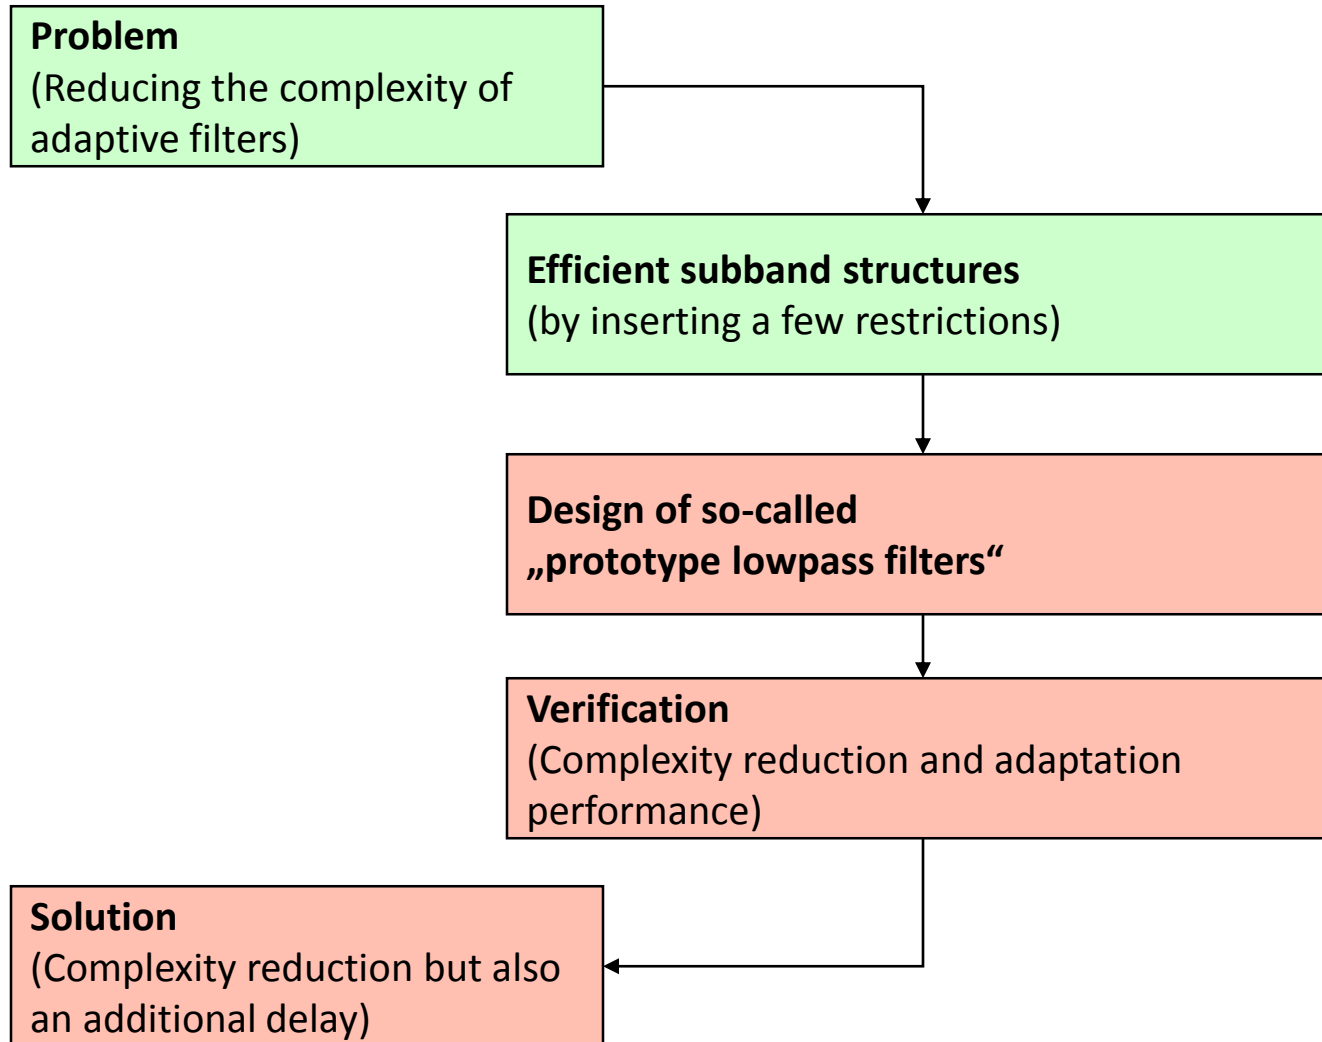 Problem
(Reducing the complexity of
adaptive filters)
Efficient subband structures
(by inserting a few restrictions)
Design of so-called
„prototype lowpass filters“
Verification
(Complexity reduction and adaptation
performance)
Solution
(Complexity reduction but also
an additional delay)